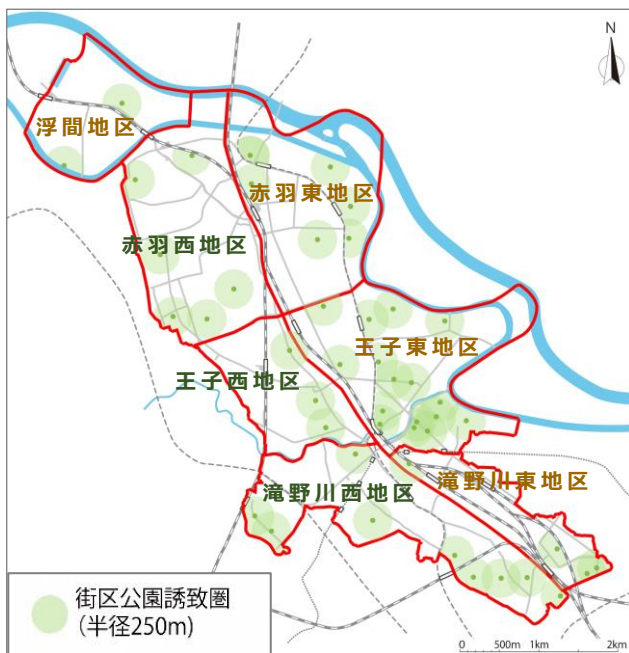 N
浮間地区
赤羽東地区
赤羽西地区
王子東地区
王子西地区
滝野川東地区
滝野川西地区
街区公園誘致圏
(半径250m)
0 500m 1km 2km